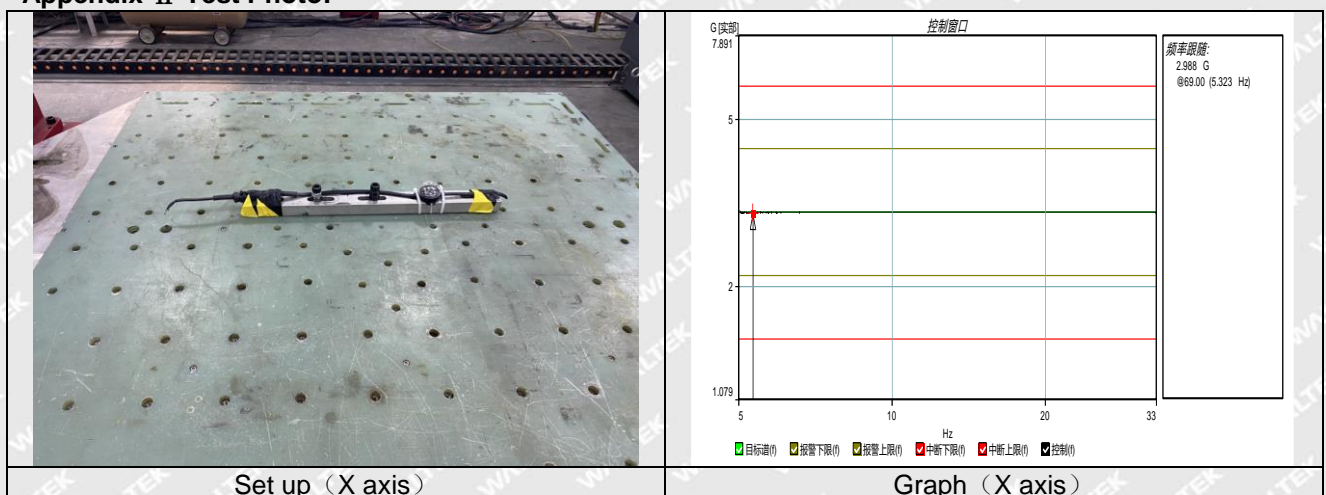 Appendix II Test Photo:
G [实部]
控制窗口
7.891
5
2
1.079
5
10
20
33
Hz
频率跟随:
2.988 G
@69.00 (5.323 Hz)
目标谱(f)
报警下限(f)
报警上限(f)
中断下限(f)
中断上限(f)
控制(f)
Set up（X axis）
Graph（X axis）
WALTEK